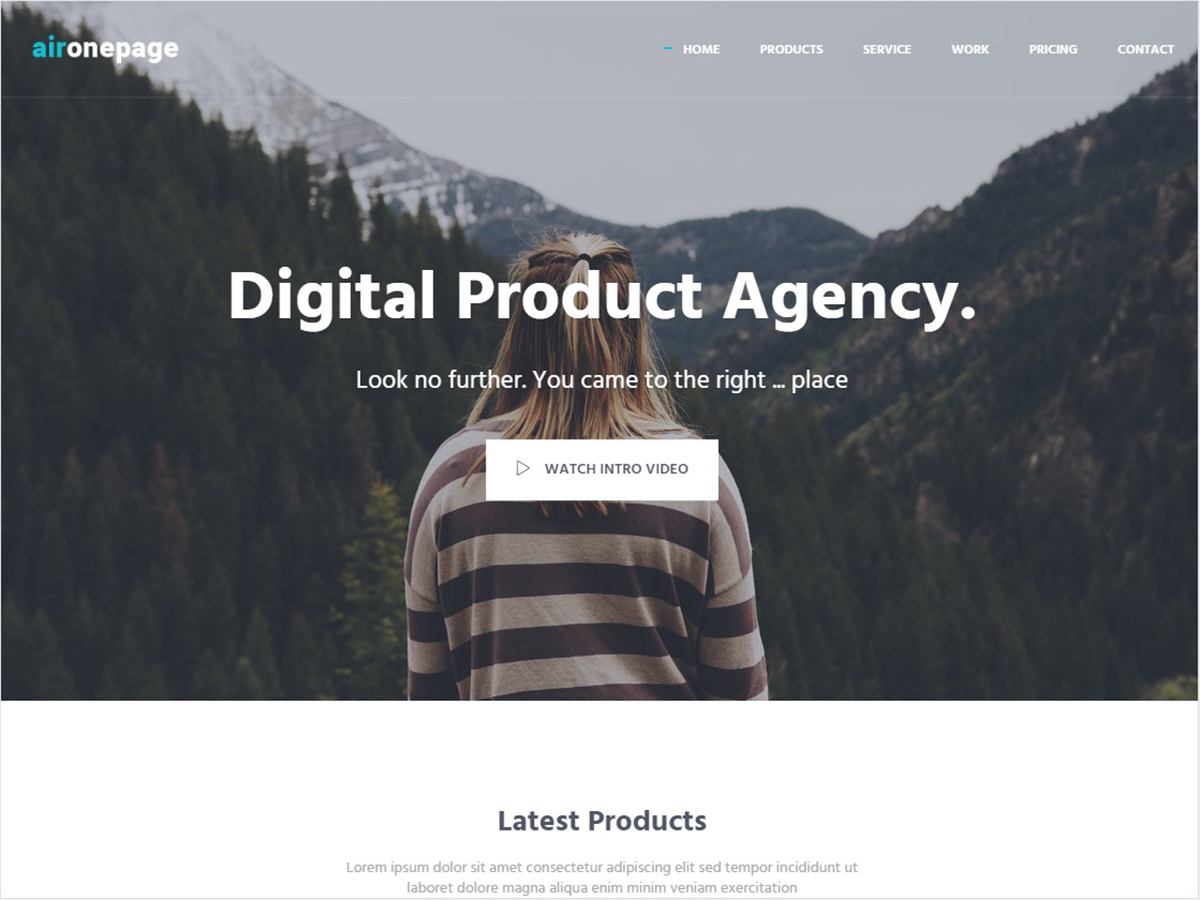 aironepage
HOME PRODUCTS SERVICE WORK PRICING CONTACT
Digital Product Agency.
Look no further. You came to the right ... place
WATCH INTRO VIDEO
Latest Products
Lorem ipsum dolor sit amet consectetur adipiscing elit sed tempor incididunt ut
laboret dolore magna aliqua enim minim veniam exercitation